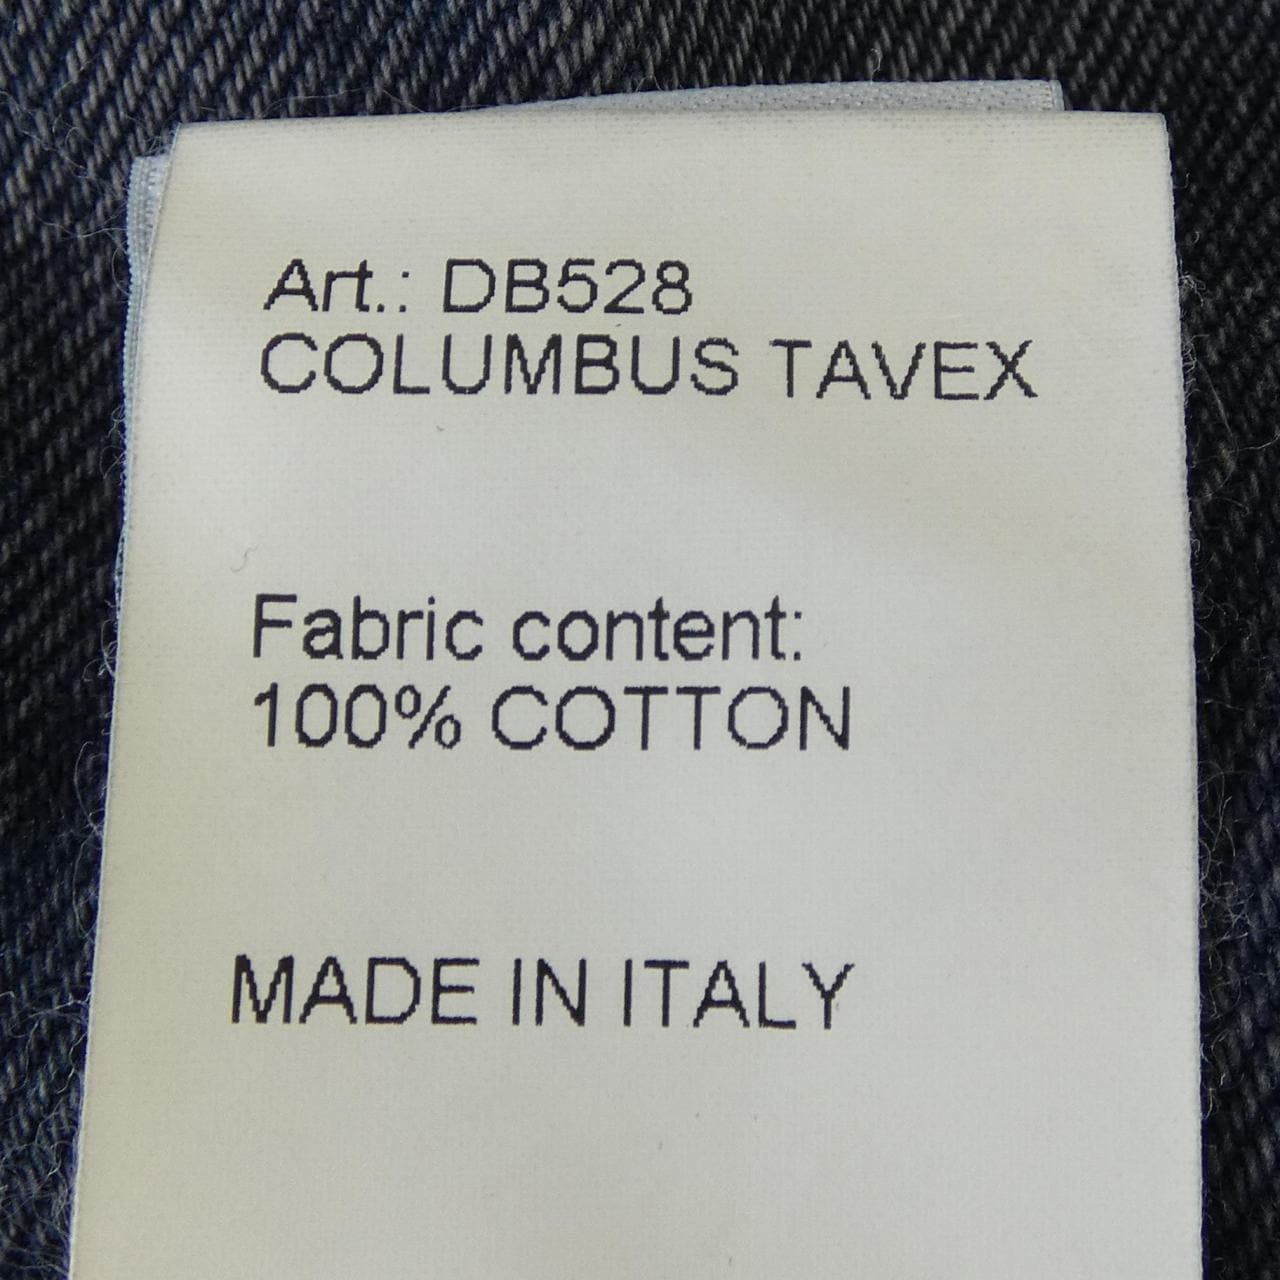 Art.: DB528
COLUMBUS TAVEX
Fabric content:
100% COTTON
MADE IN ITALY